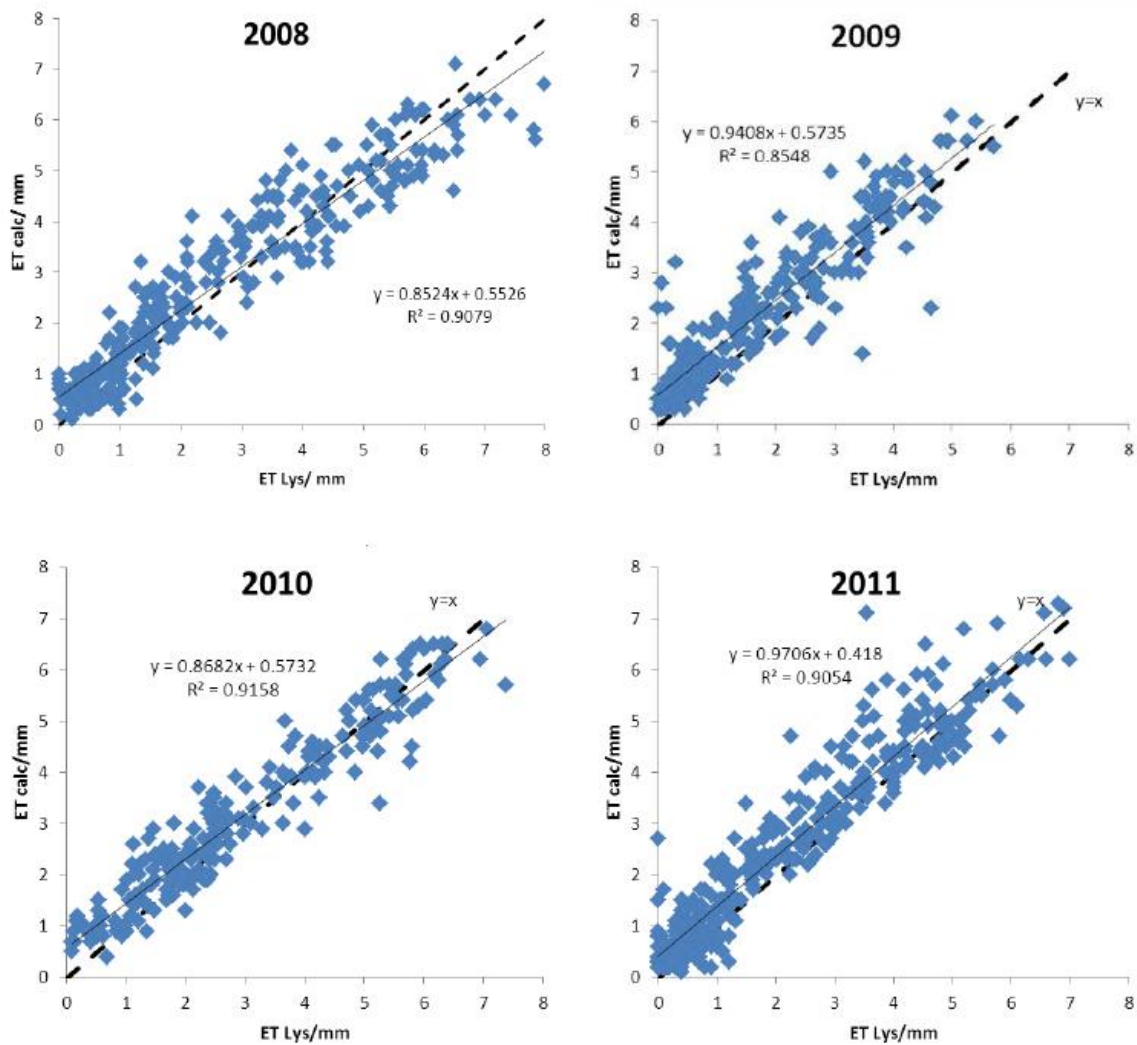 2008
8
7
6
5
4
3
2
1
0
ET calc/ mm
y = 0.8524x + 0.5526
R² = 0.9079
0 1 2 3 4 5 6 7 8
ET Lys/ mm
2009
8
7
6
5
4
3
2
1
0
ET calc/mm
y=x
y = 0.9408x + 0.5735
R² = 0.8548
0 1 2 3 4 5 6 7 8
ET Lys/mm
2010
8
7
6
5
4
3
2
1
0
ET calc/mm
y=x
y = 0.8682x + 0.5732
R² = 0.9158
0 1 2 3 4 5 6 7 8
ET Lys/mm
2011
8
7
6
5
4
3
2
1
0
ET calc/mm
y=x
y = 0.9706x + 0.418
R² = 0.9054
0 1 2 3 4 5 6 7 8
ET Lys/mm